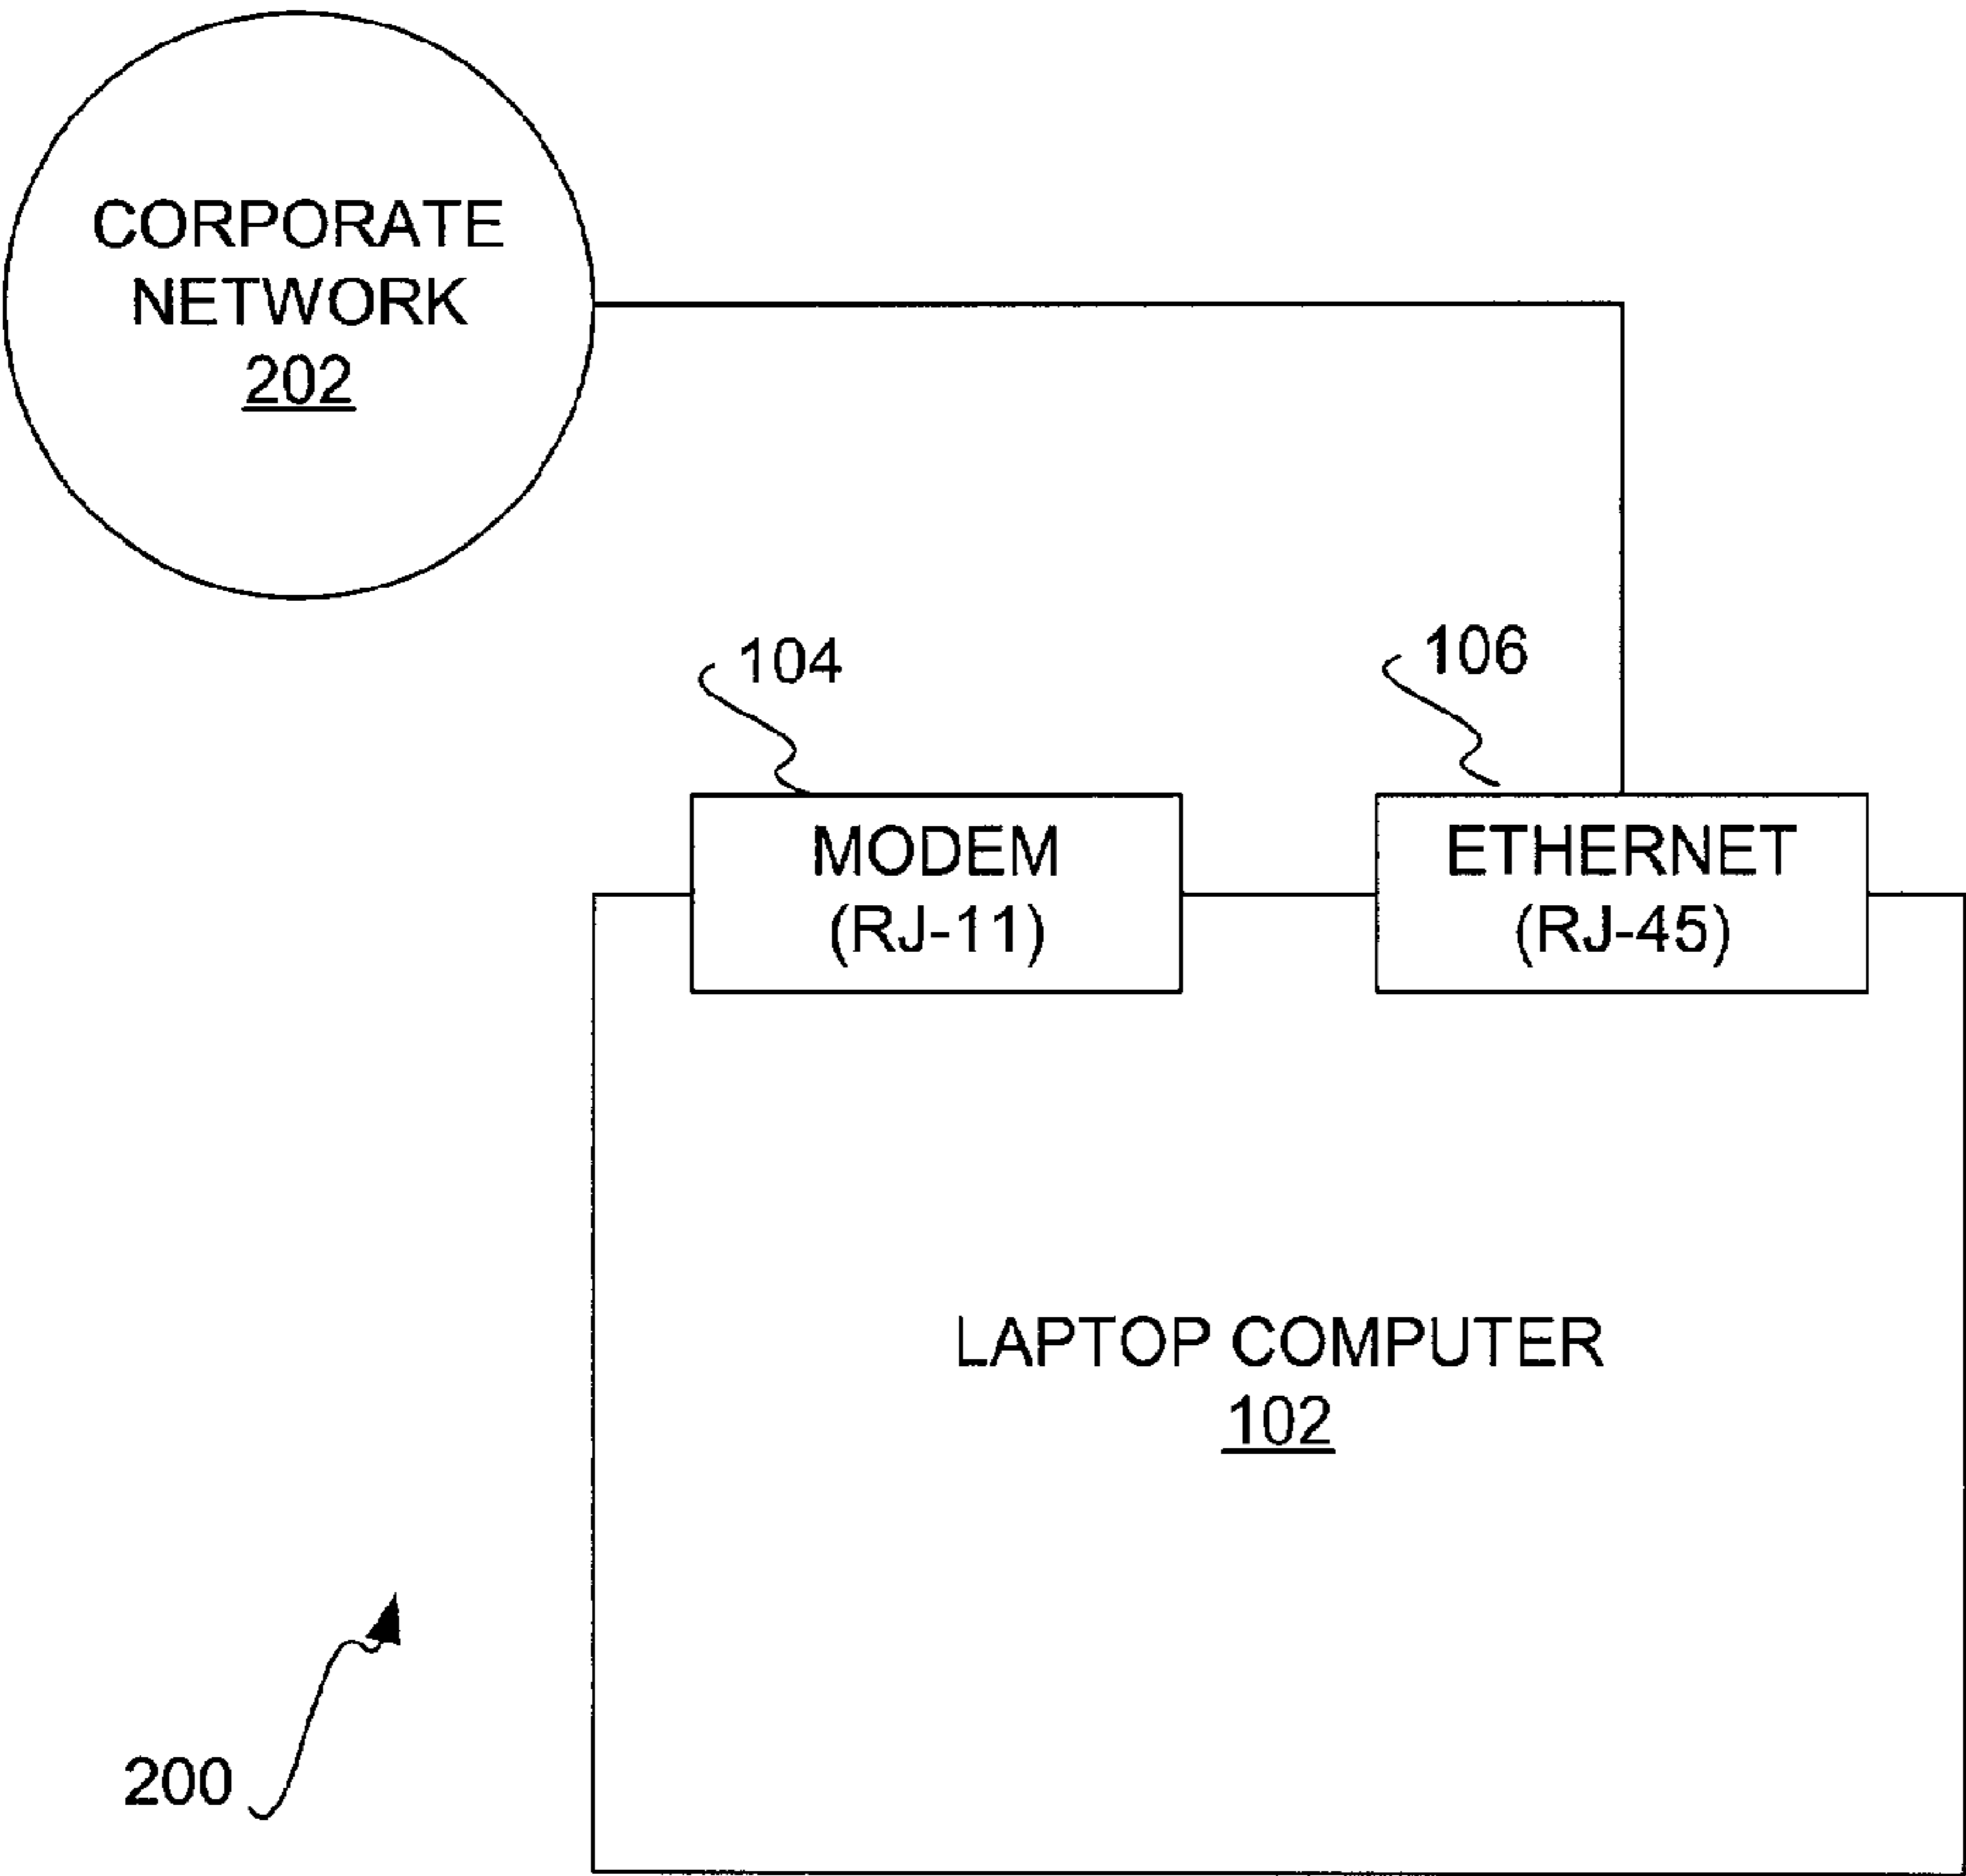 CORPORATE
NETWORK
202
104
106
MODEM
(RJ-11)
ETHERNET
(RJ-45)
LAPTOP COMPUTER
102
200